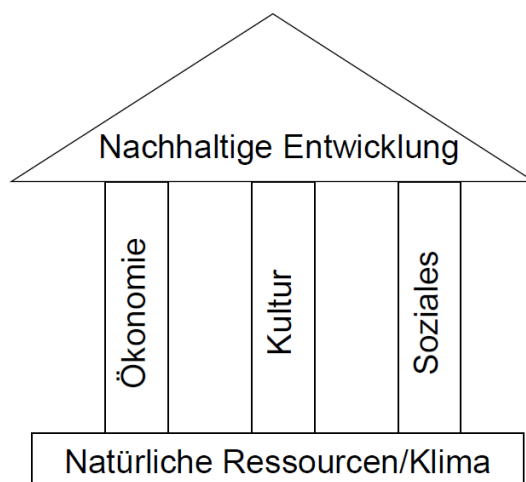 Nachhaltige Entwicklung
Ökonomie
Kultur
Soziales
Natürliche Ressourcen/Klima